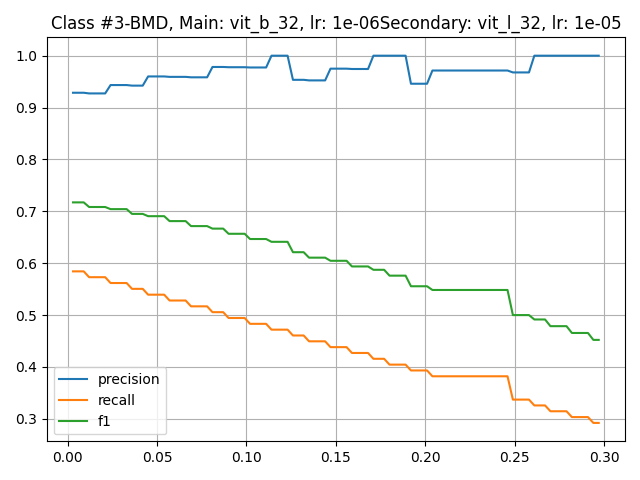 Class #3-BMD, Main: vit_b_32, lr: 1e-06Secondary: vit_l_32, lr: 1e-05
1.0
0.9
0.8
0.7
0.6
0.5
0.4
0.3
precision
recall
f1
0.00 0.05 0.10 0.15 0.20 0.25 0.30